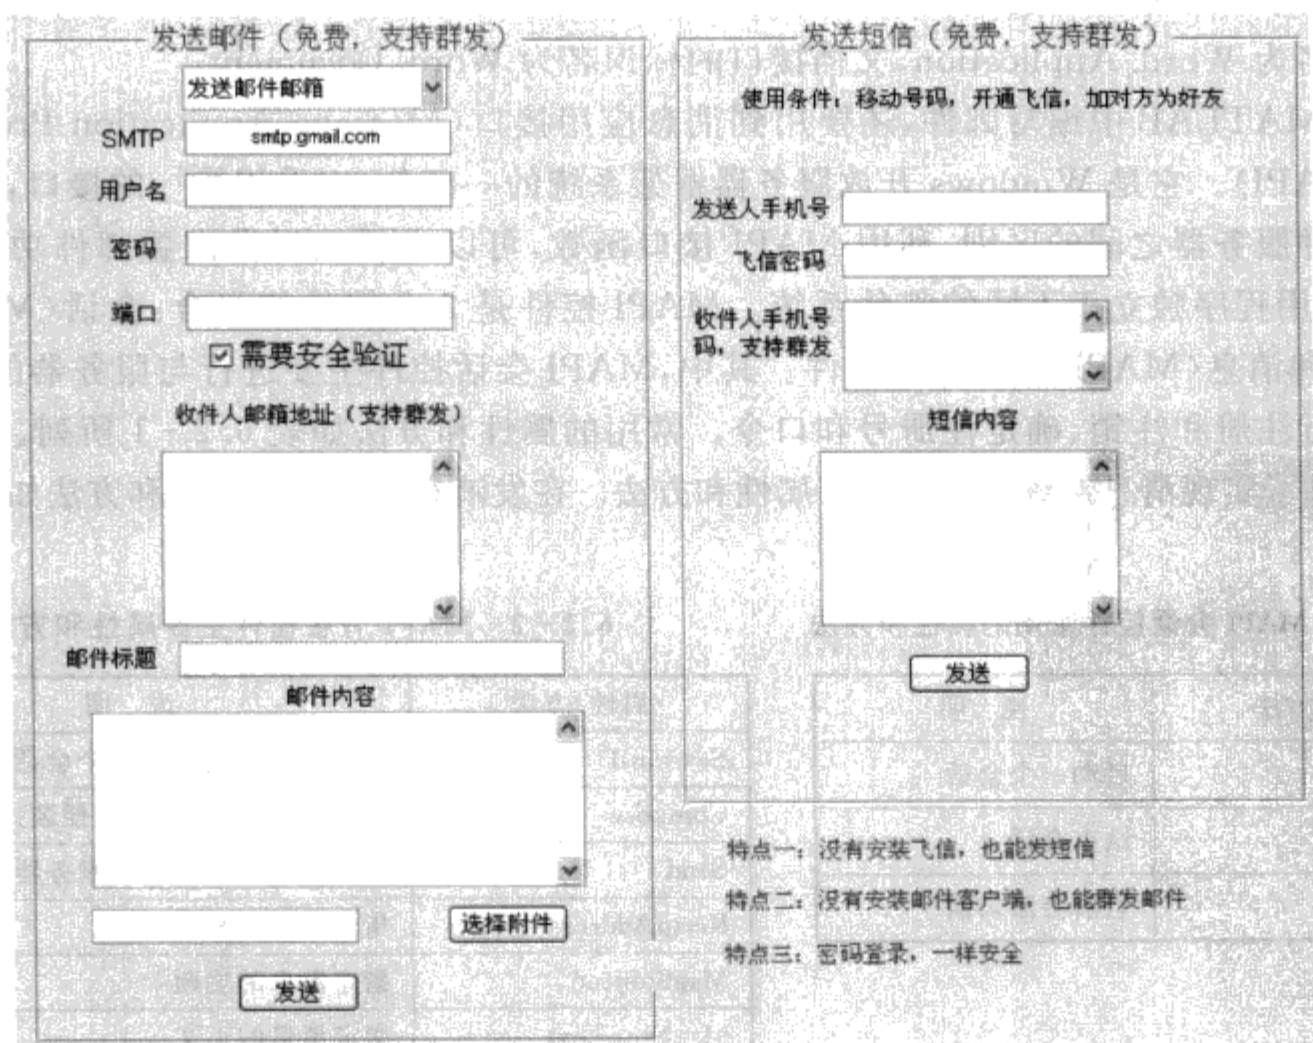 发送邮件（免费，支持群发）
发送邮件邮箱
SMTP
smtp.gmail.com
用户名
密码
端口
需要安全验证
收件人邮箱地址（支持群发）
邮件标题
邮件内容
选择附件
发送
发送短信（免费，支持群发）
使用条件：移动号码，开通飞信，加对方为好友
发送人手机号
飞信密码
收件人手机号
码，支持群发
短信内容
发送
特点一：没有安装飞信，也能发短信
特点二：没有安装邮件客户端，也能群发邮件
特点三：密码登录，一样安全